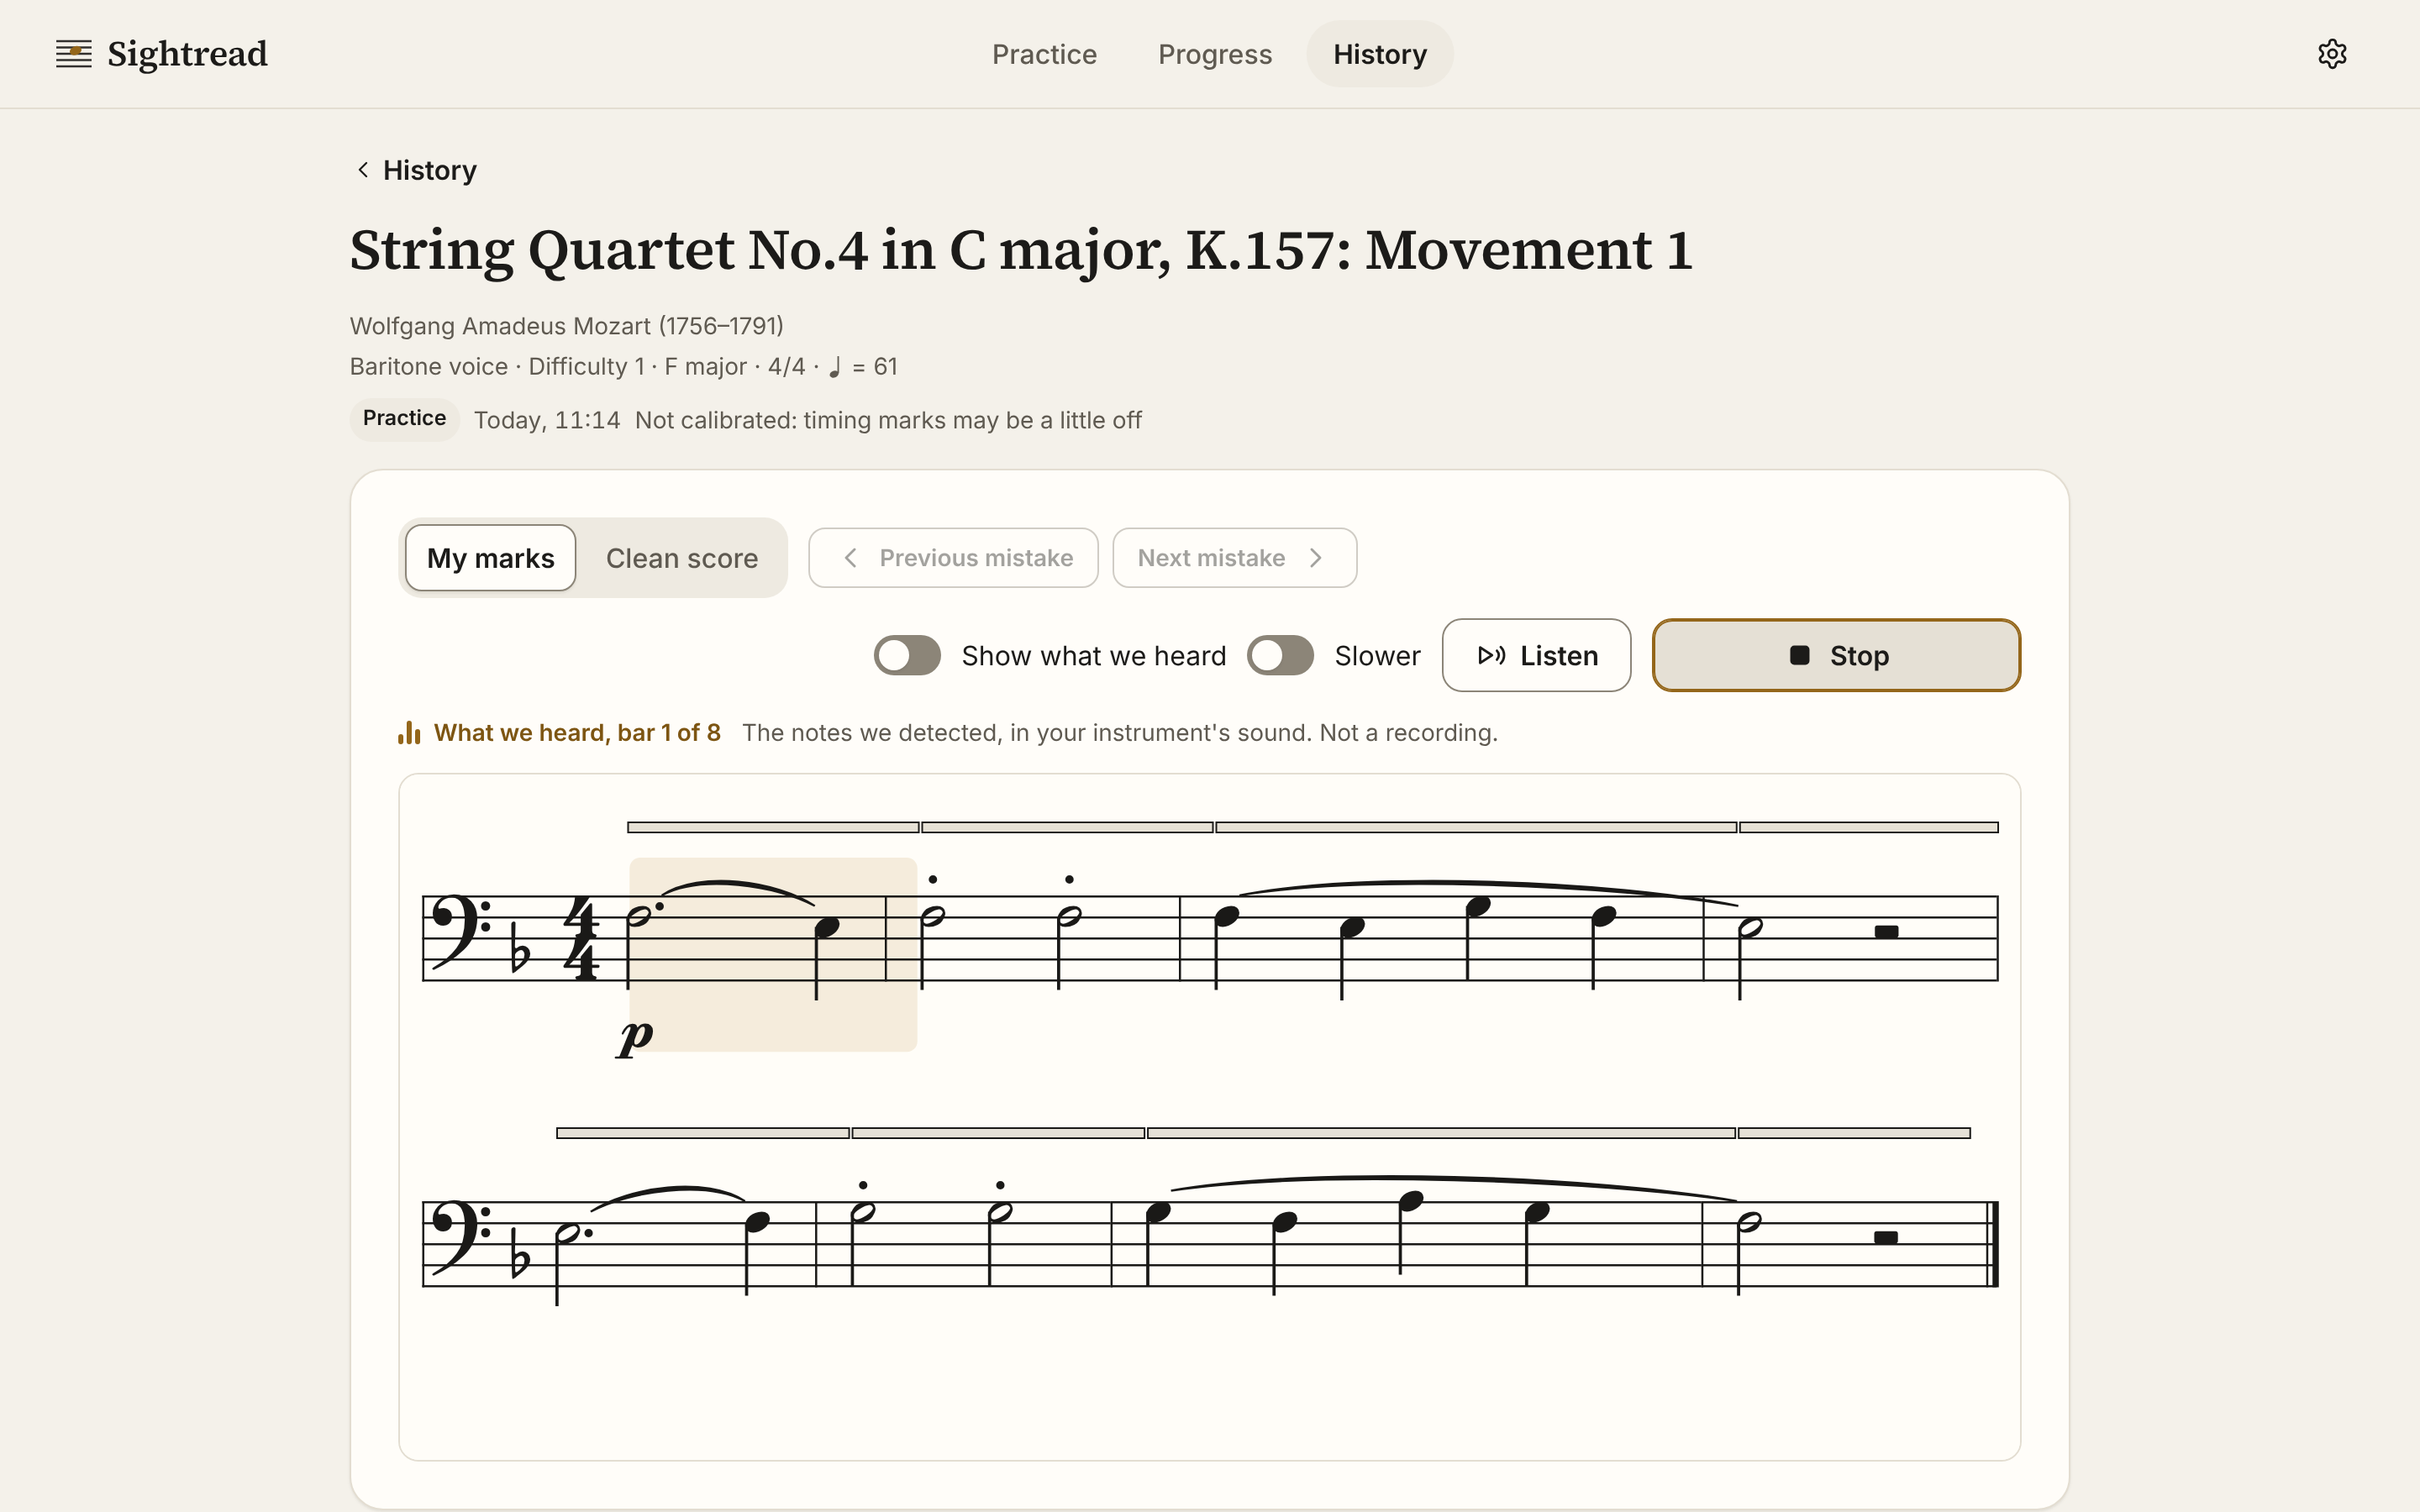 Sightread
Practice
Progress
History
History
String Quartet No.4 in C major, K.157: Movement 1
Wolfgang Amadeus Mozart (1756–1791)
Baritone voice · Difficulty 1 · F major · 4/4 · ♩ = 61
Practice Today, 11:14 Not calibrated: timing marks may be a little off
My marks Clean score Previous mistake Next mistake
Show what we heard Slower Listen Stop
What we heard, bar 1 of 8 The notes we detected, in your instrument's sound. Not a recording.
4
4
p